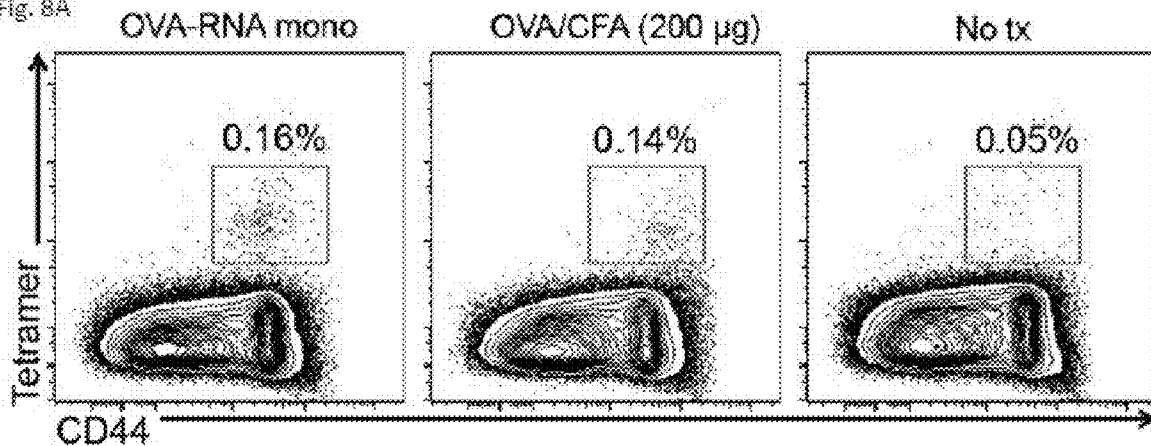 Fig. 8A
OVA-RNA mono
OVA/CFA (200 µg)
No tx
0.16%
0.14%
0.05%
Tetramer
CD44